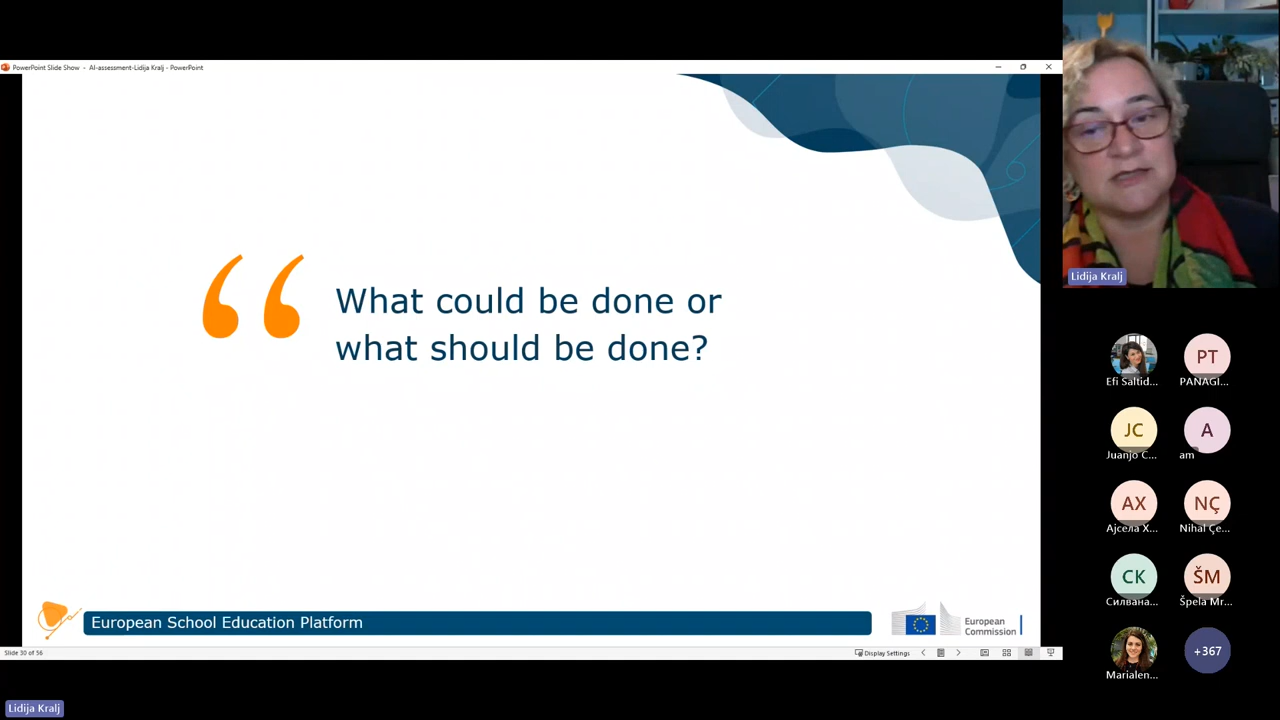 PowerPoint Slide Show - AI-assessment-Lidija Kralj - PowerPoint
What could be done or
what should be done?
European School Education Platform
European
Commission
Slide 30 of 56
Display Settings
Lidija Kralj
Efi Saltid...
PT
PANAGI...
JC
Juanjo C...
A
am
AX
Ајсела Х...
NÇ
Nihal Çe...
СК
Силвана...
ŠM
Špela Mr...
Marialen...
+367
Lidija Kralj